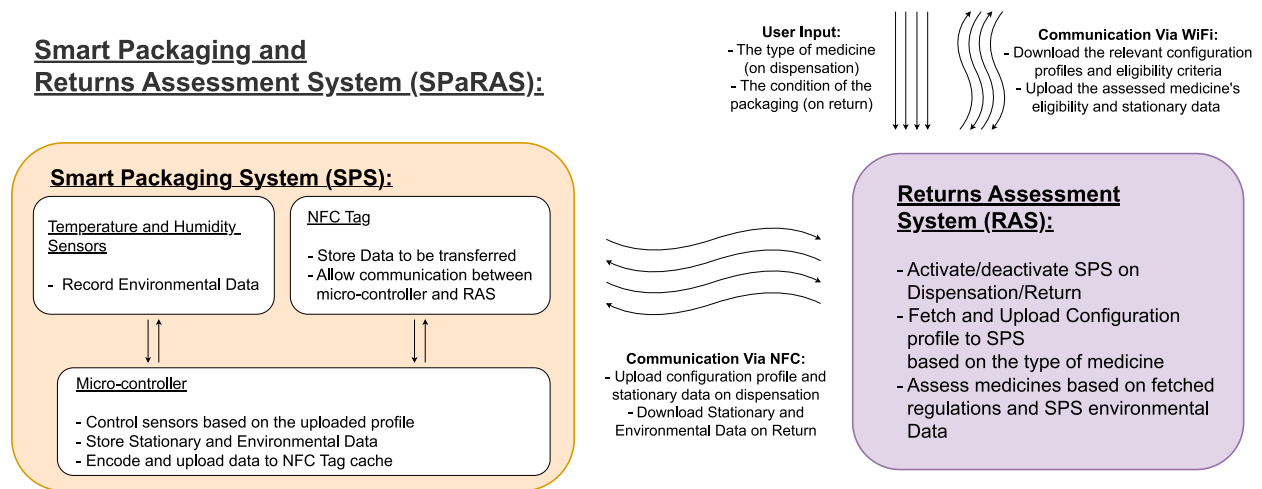 Smart Packaging and
Returns Assessment System (SPaRAS):
User Input:
- The type of medicine
(on dispensation)
- The condition of the
packaging (on return)
Communication Via WiFi:
- Download the relevant configuration
profiles and eligibility criteria
- Upload the assessed medicine's
eligibility and stationary data
Smart Packaging System (SPS):
Temperature and Humidity
Sensors
- Record Environmental Data
NFC Tag
- Store Data to be transferred
- Allow communication between
micro-controller and RAS
Micro-controller
- Control sensors based on the uploaded profile
- Store Stationary and Environmental Data
- Encode and upload data to NFC Tag cache
Communication Via NFC:
- Upload configuration profile and
stationary data on dispensation
- Download Stationary and
Environmental Data on Return
Returns Assessment
System (RAS):
- Activate/deactivate SPS on
Dispensation/Return
- Fetch and Upload Configuration
profile to SPS
based on the type of medicine
- Assess medicines based on fetched
regulations and SPS environmental
Data